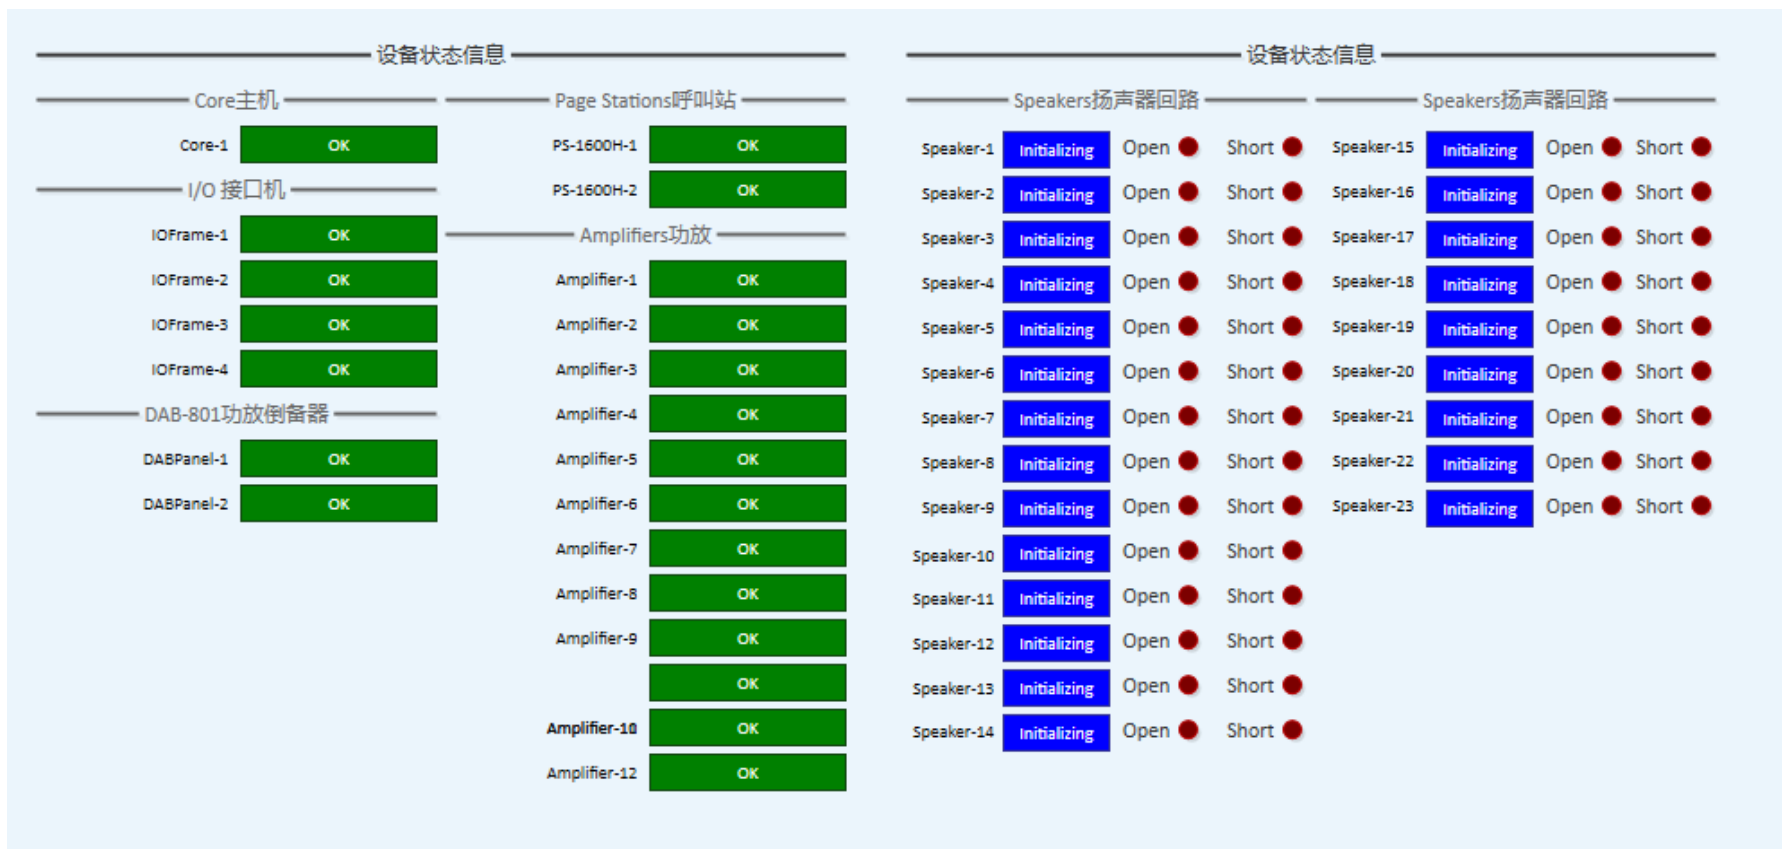 设备状态信息
Core主机
Core-1 OK
I/O 接口机
IOFrame-1 OK
IOFrame-2 OK
IOFrame-3 OK
IOFrame-4 OK
DAB-801功放倒备器
DABPanel-1 OK
DABPanel-2 OK
Page Stations呼叫站
PS-1600H-1 OK
PS-1600H-2 OK
Amplifiers功放
Amplifier-1 OK
Amplifier-2 OK
Amplifier-3 OK
Amplifier-4 OK
Amplifier-5 OK
Amplifier-6 OK
Amplifier-7 OK
Amplifier-8 OK
Amplifier-9 OK
OK
OK
Amplifier-12 OK
设备状态信息
Speakers扬声器回路
Speaker-1 Initializing Open Short
Speaker-2 Initializing Open Short
Speaker-3 Initializing Open Short
Speaker-4 Initializing Open Short
Speaker-5 Initializing Open Short
Speaker-6 Initializing Open Short
Speaker-7 Initializing Open Short
Speaker-8 Initializing Open Short
Speaker-9 Initializing Open Short
Speaker-10 Initializing Open Short
Speaker-11 Initializing Open Short
Speaker-12 Initializing Open Short
Speaker-13 Initializing Open Short
Speaker-14 Initializing Open Short
Speakers扬声器回路
Speaker-15 Initializing Open Short
Speaker-16 Initializing Open Short
Speaker-17 Initializing Open Short
Speaker-18 Initializing Open Short
Speaker-19 Initializing Open Short
Speaker-20 Initializing Open Short
Speaker-21 Initializing Open Short
Speaker-22 Initializing Open Short
Speaker-23 Initializing Open Short